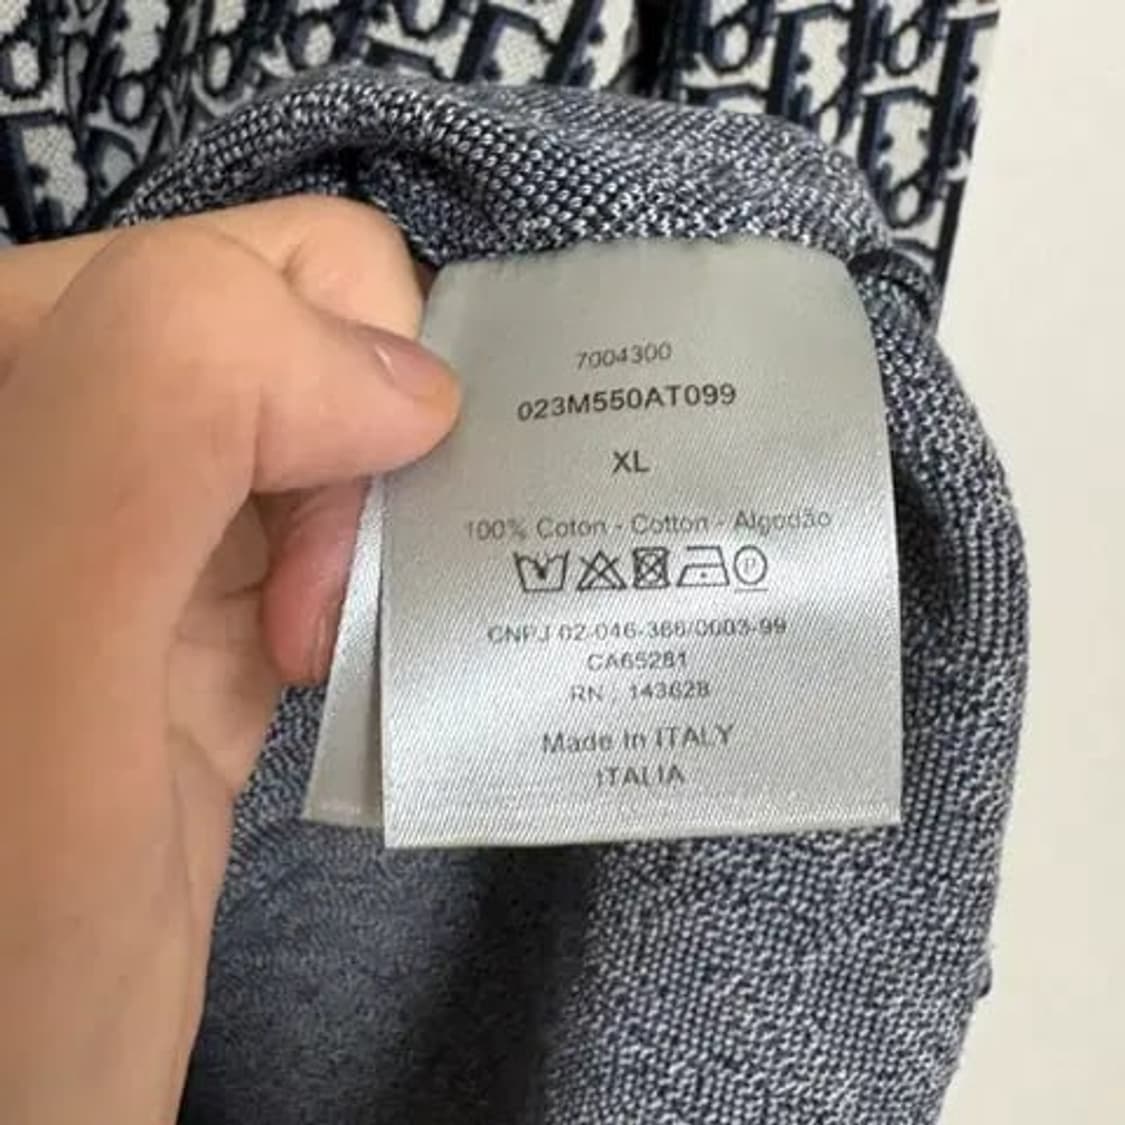 7004300
023M550AT099
XL
100% Coton - Cotton - Algodão
P
CNPJ 02-046-366/0003-99
CA65281
RN : 143628
Made in ITALY
ITALIA